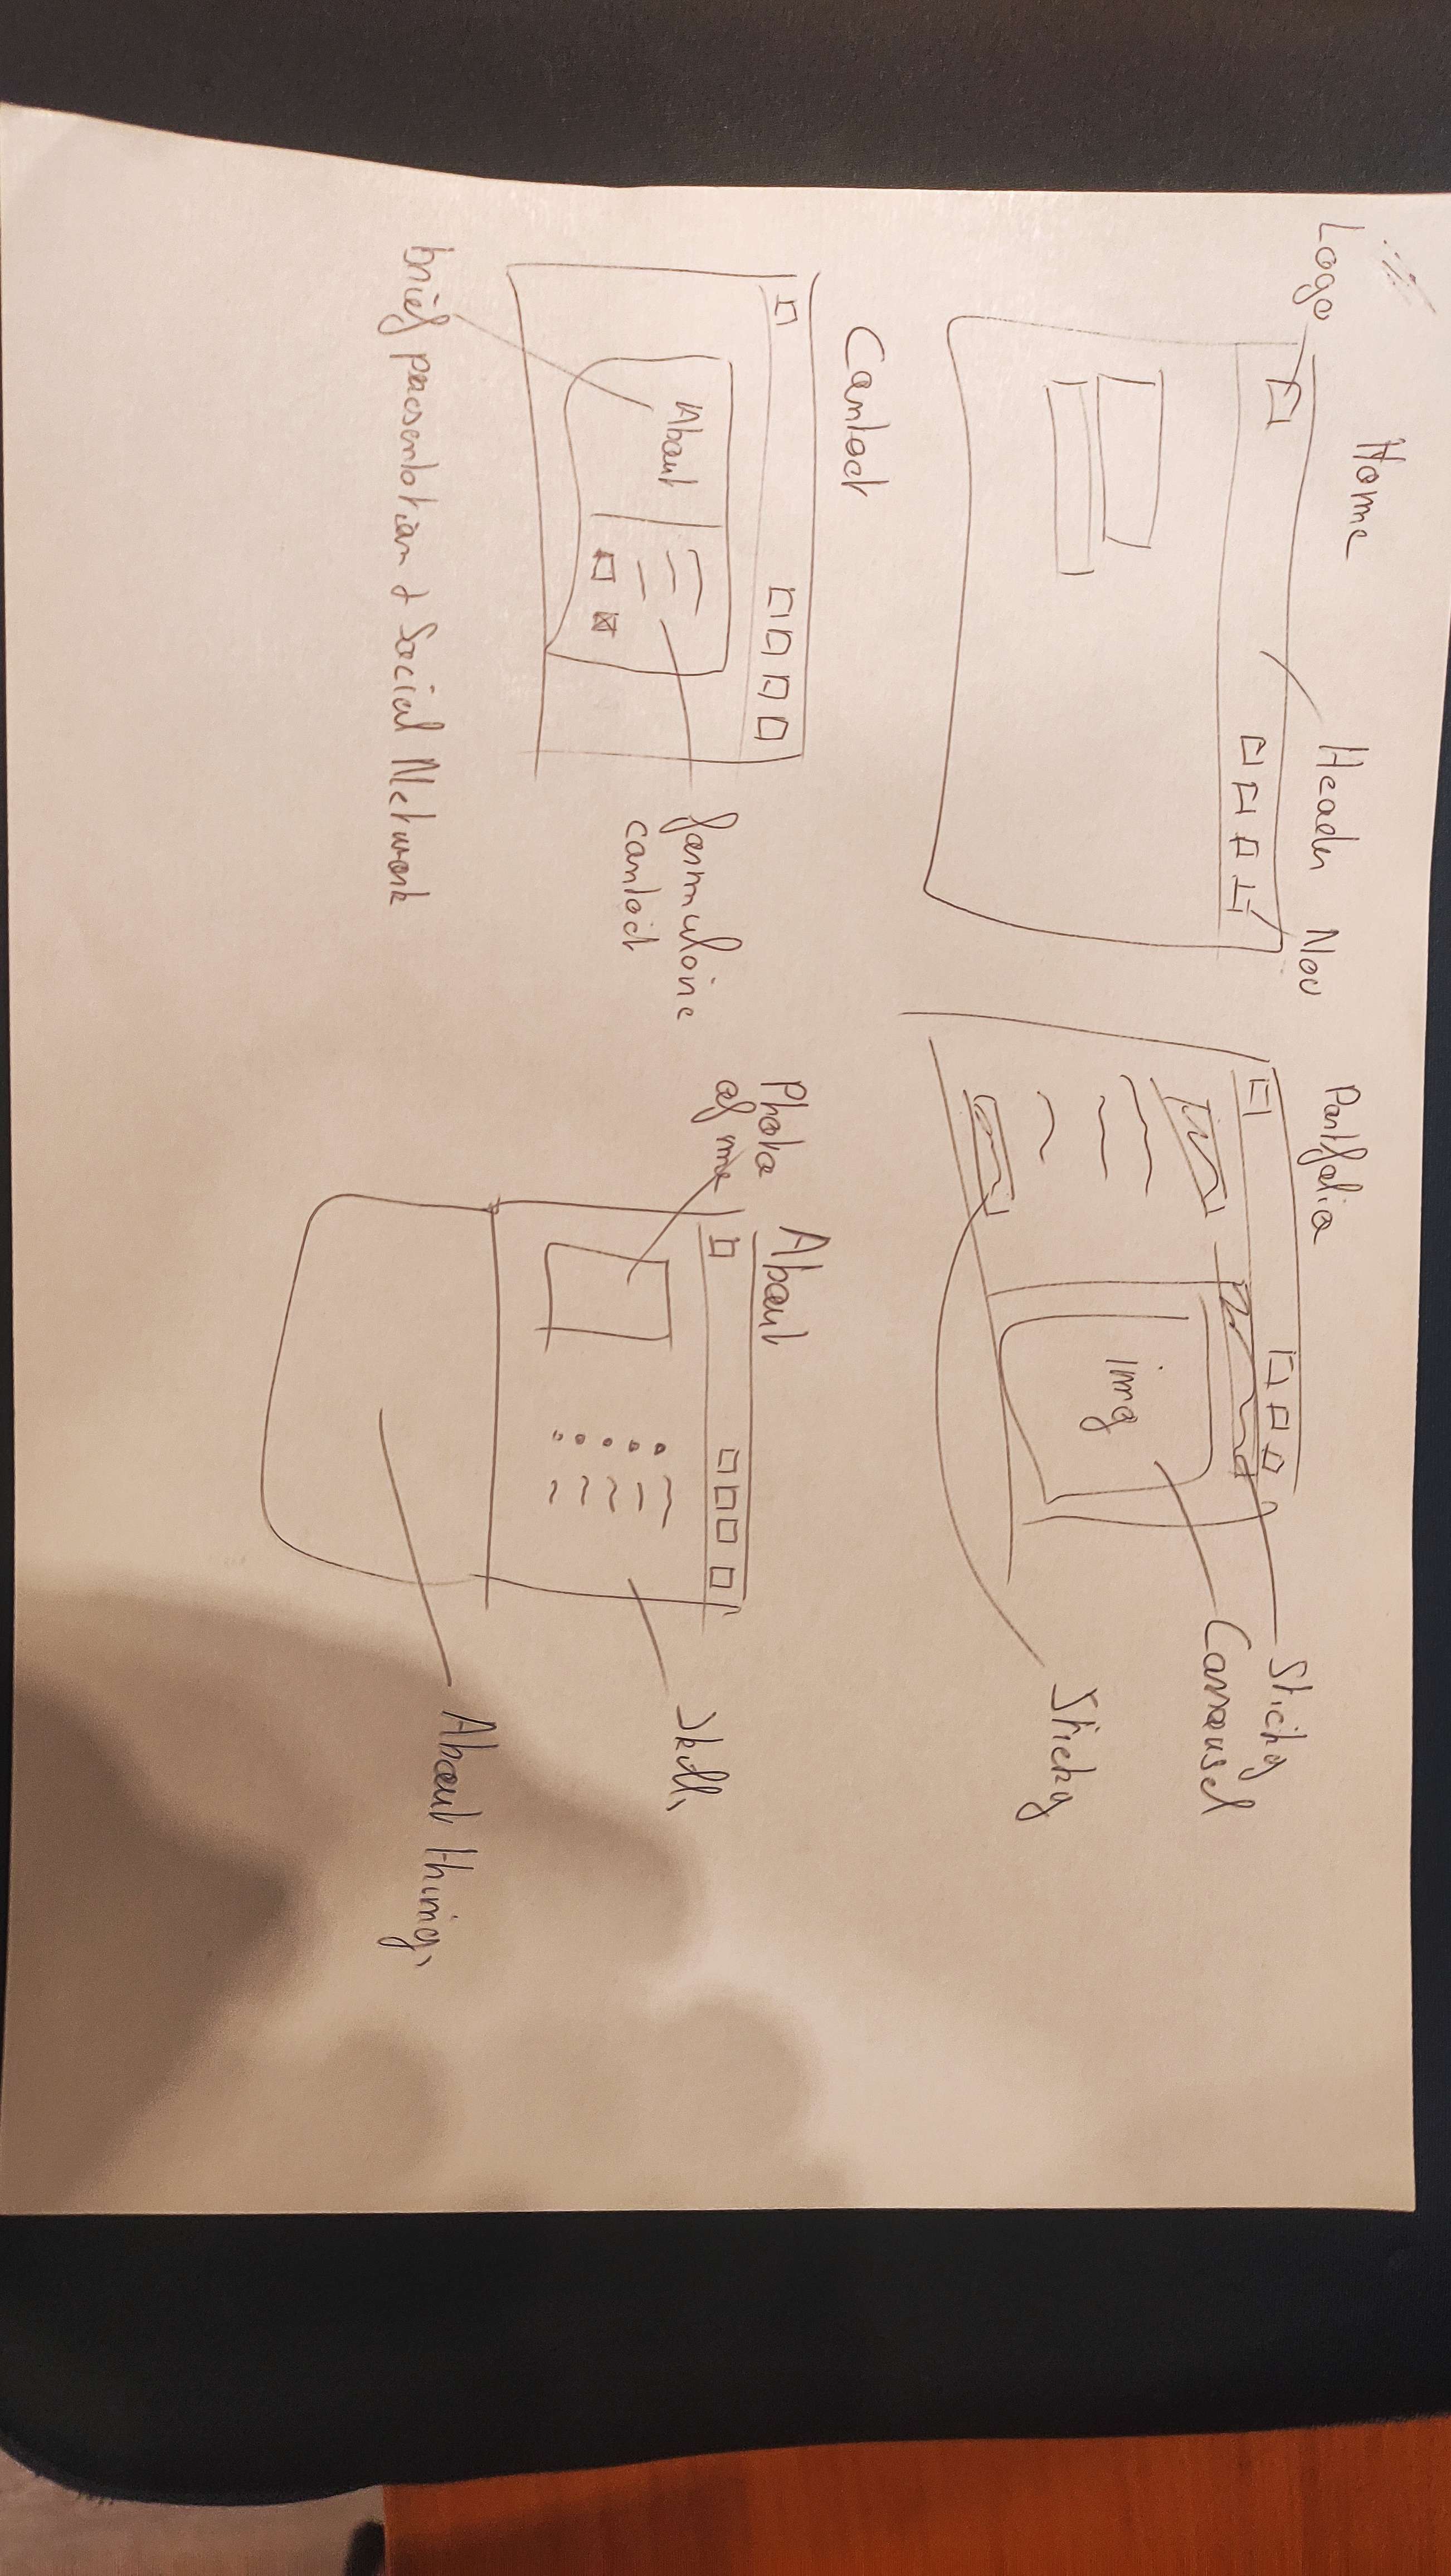 Home
Logo
Header
Nav
Portfolio
Sticky
Carrousel
img
Sticky
Contact
About
formulaire
contact
brief presentation & Social Network
About
Photo
of me
Skills
About things